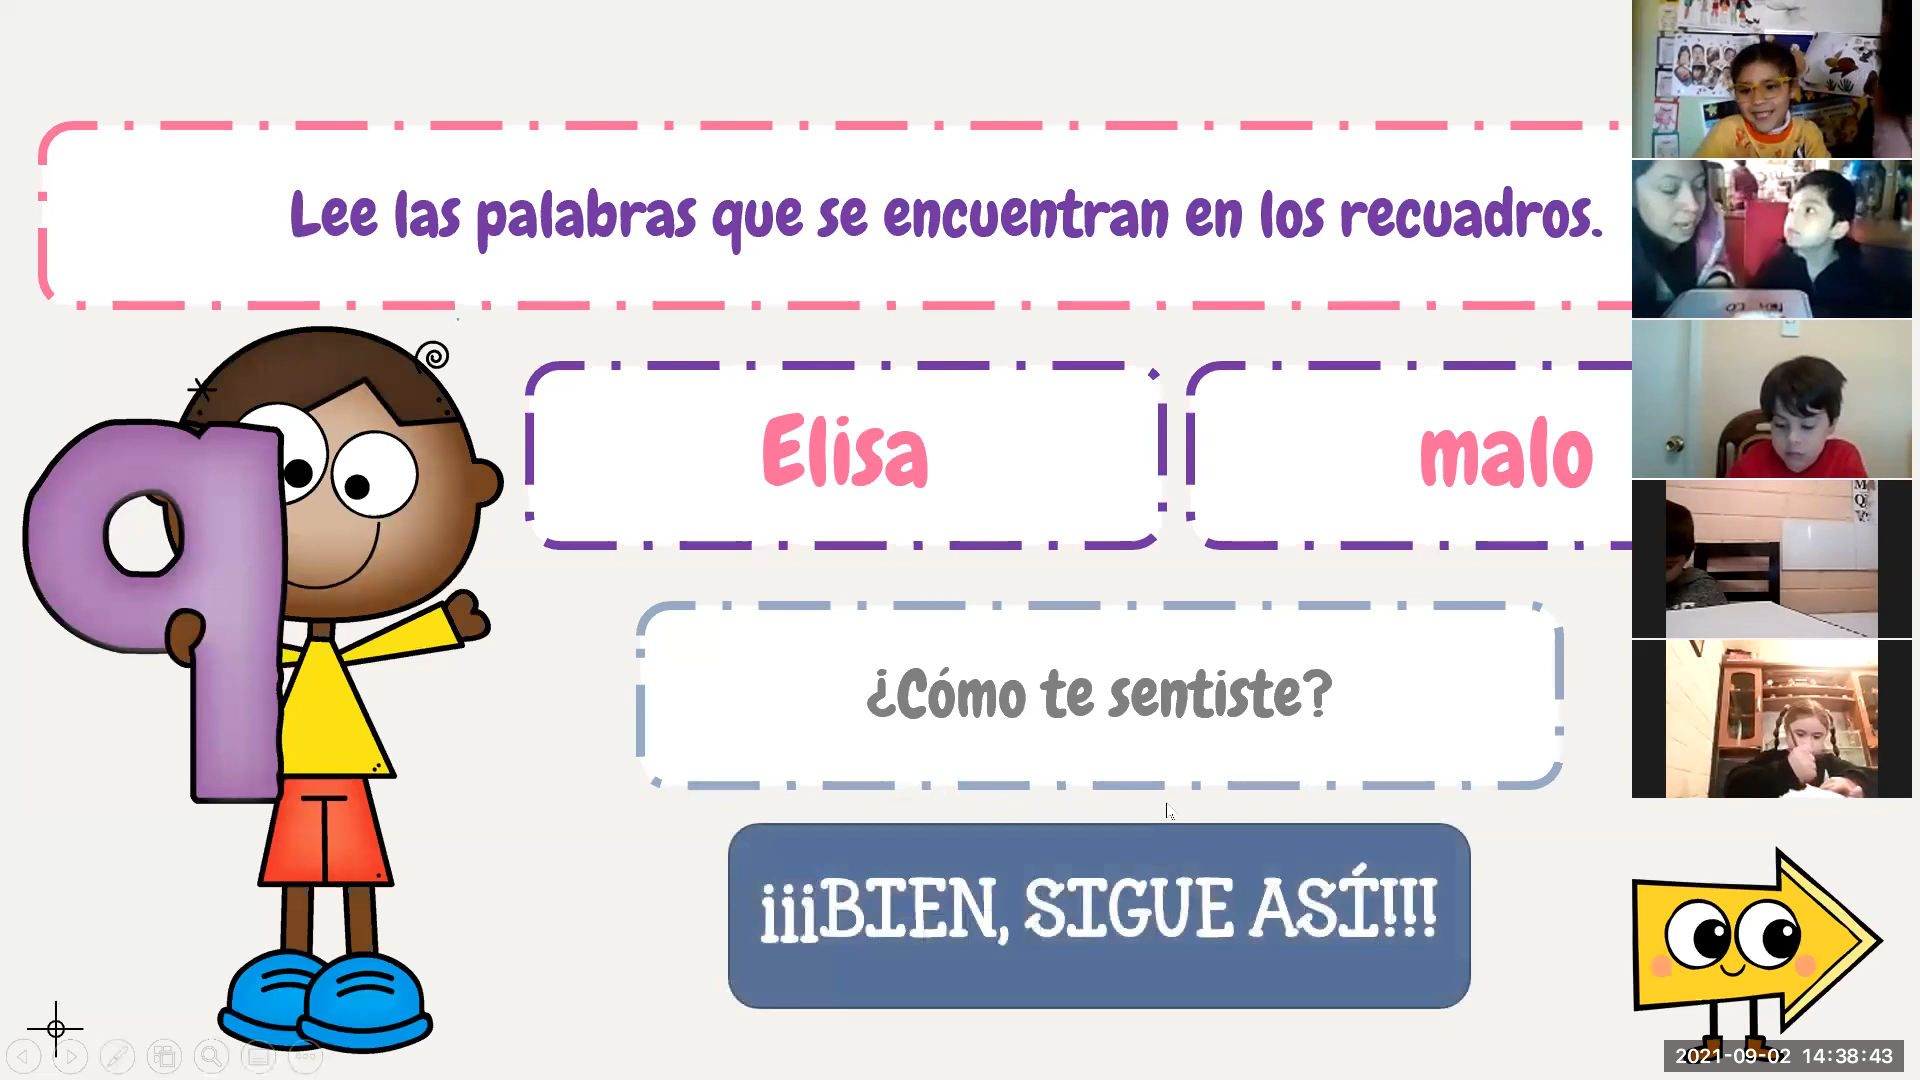 Lee las palabras que se encuentran en los recuadros.
Elisa
malo
¿Cómo te sentiste?
¡¡¡BIEN, SIGUE ASÍ!!!
q
M
Q
2021-09-02 14:38:43